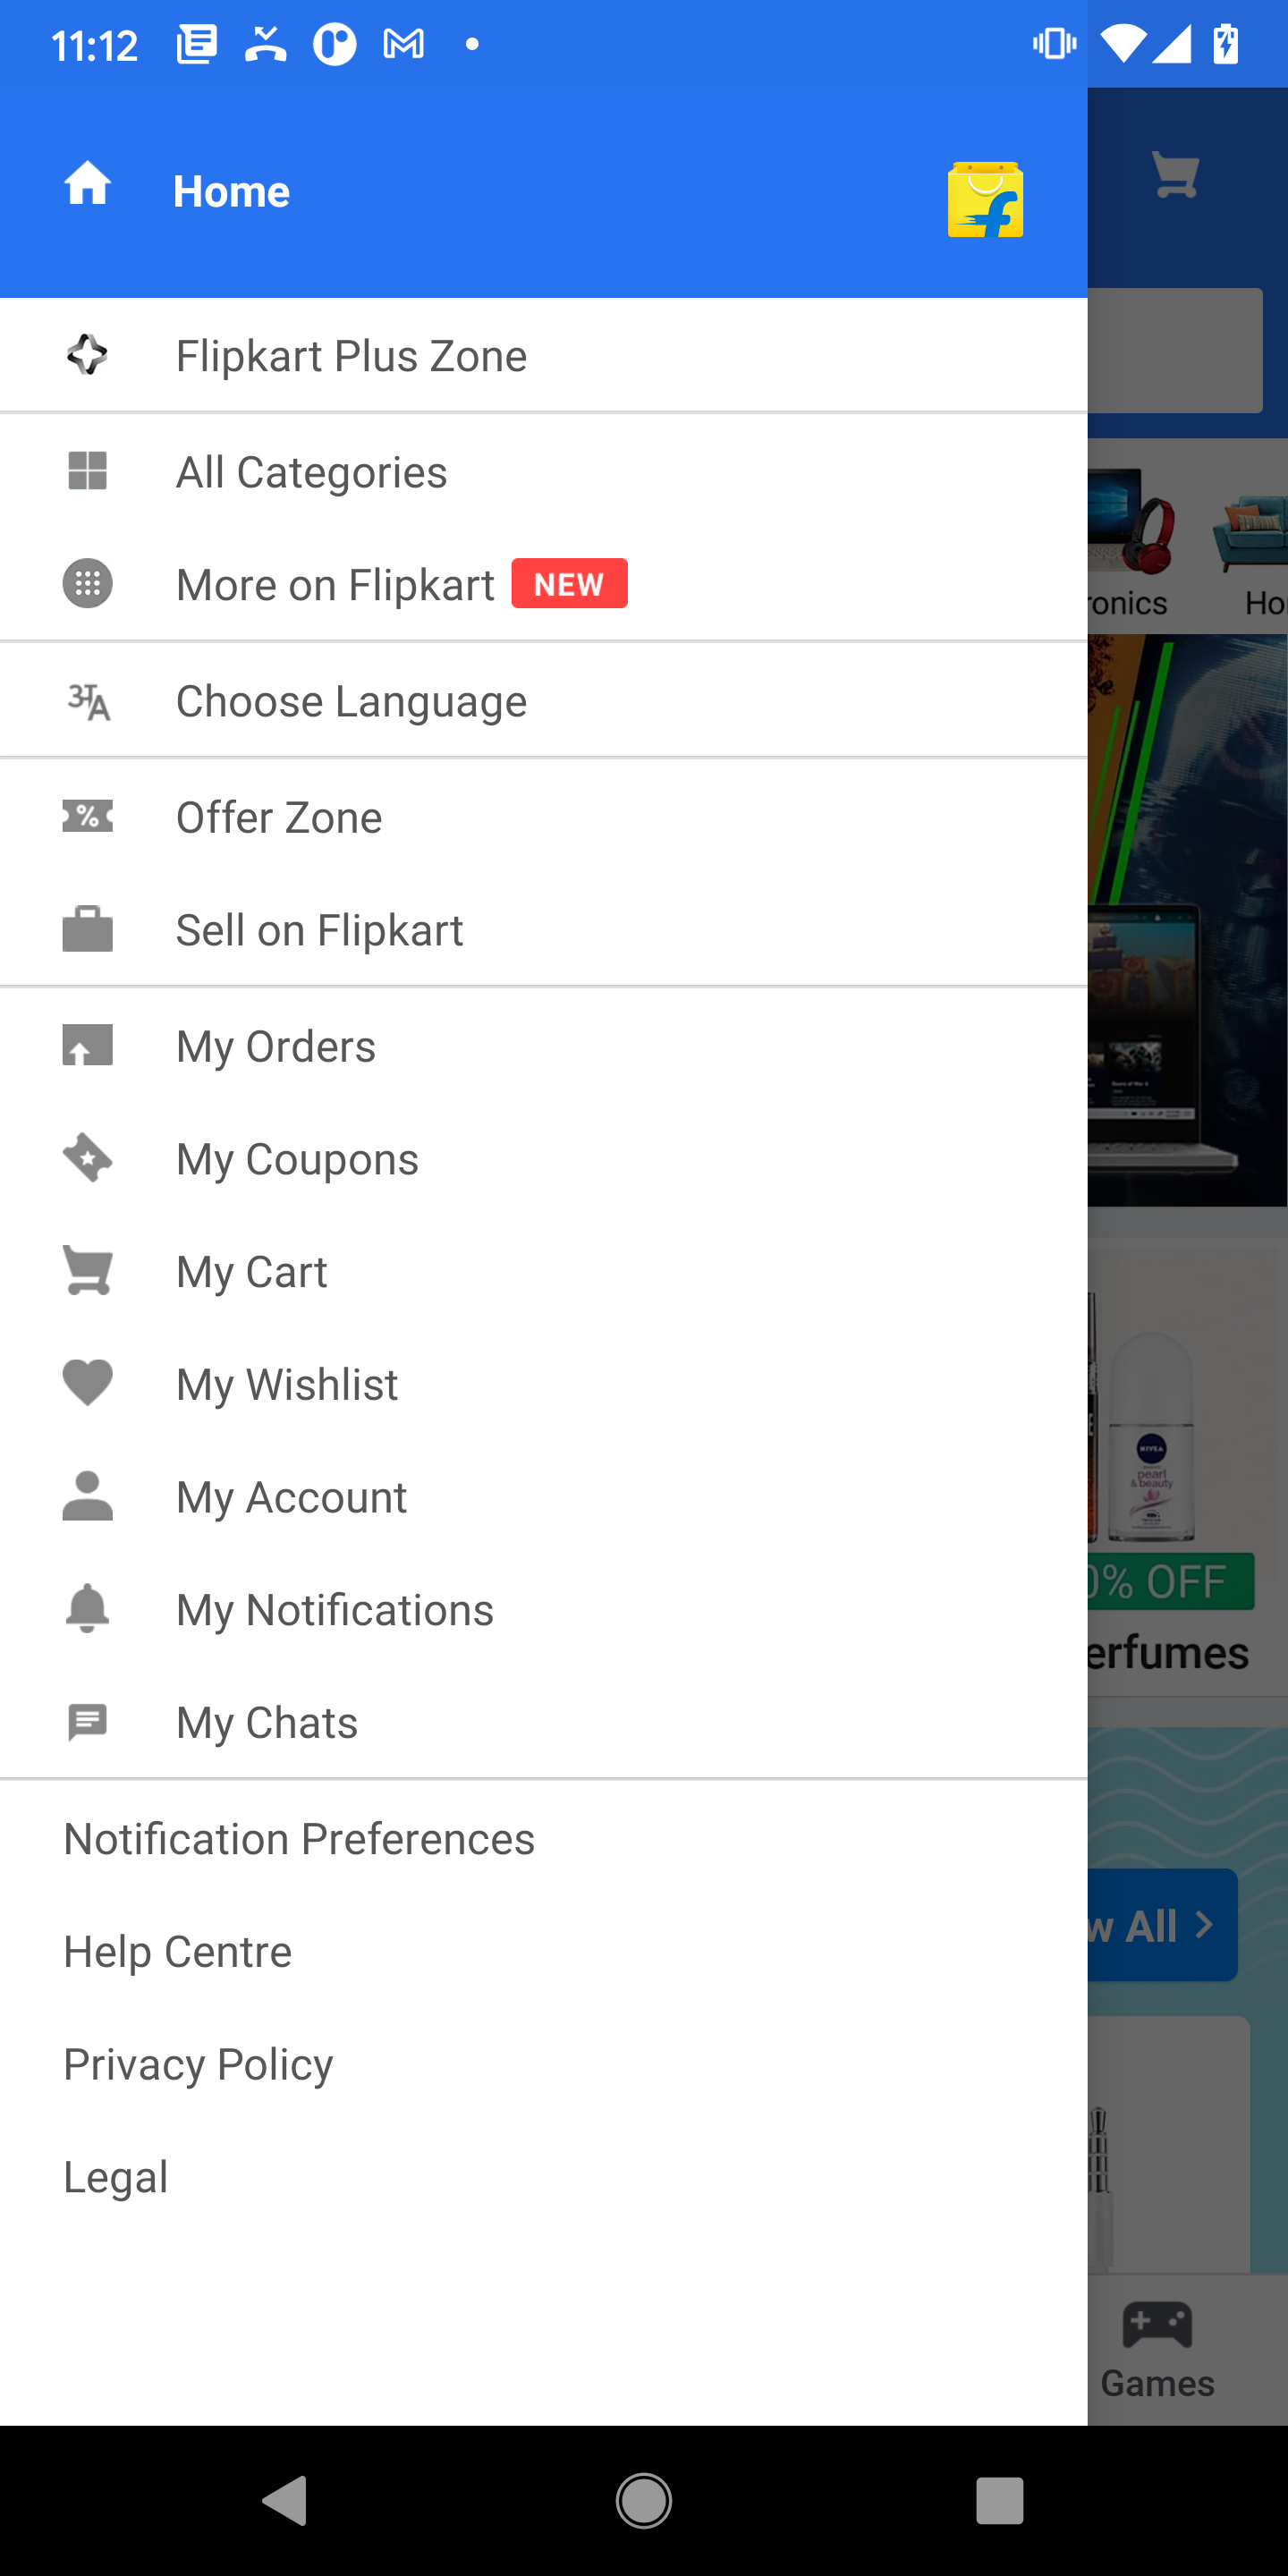 11:12
Home
Flipkart Plus Zone
All Categories
More on Flipkart NEW
ronics
Ho
Choose Language
Offer Zone
Sell on Flipkart
My Orders
My Coupons
My Cart
My Wishlist
NIVEA
pearl
& beauty
My Account
0% OFF
My Notifications
erfumes
My Chats
Notification Preferences
w All
Help Centre
Privacy Policy
Legal
Games